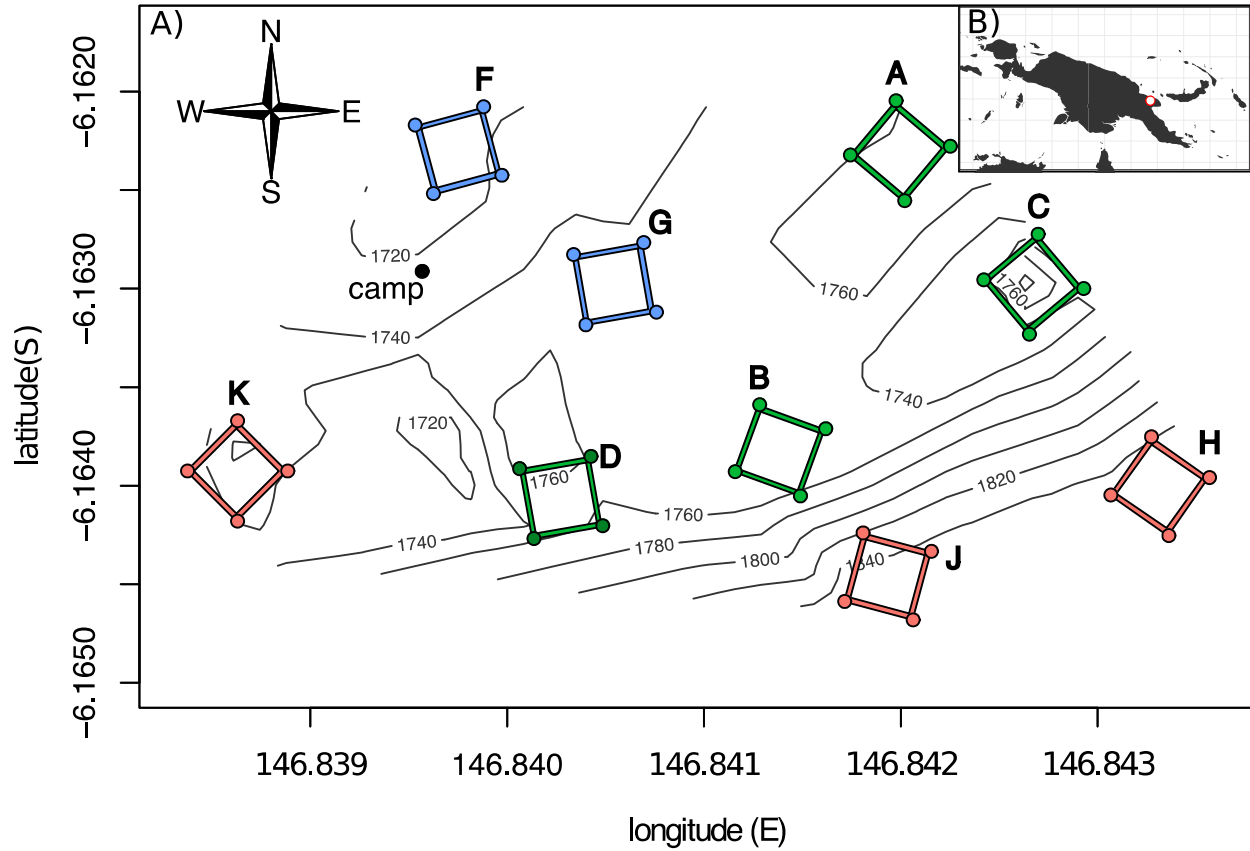 A)
B)
N
W
E
S
F
A
1720
camp
G
C
1760
1760
1740
K
B
1740
1720
D
1760
H
1820
1760
1740
1780
1800
1840
J
−6.1620
−6.1630
−6.1640
−6.1650
latitude(S)
146.839
146.840
146.841
146.842
146.843
longitude (E)